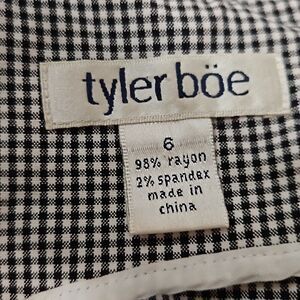 tyler böe
6
98% rayon
2% spandex
made in
china